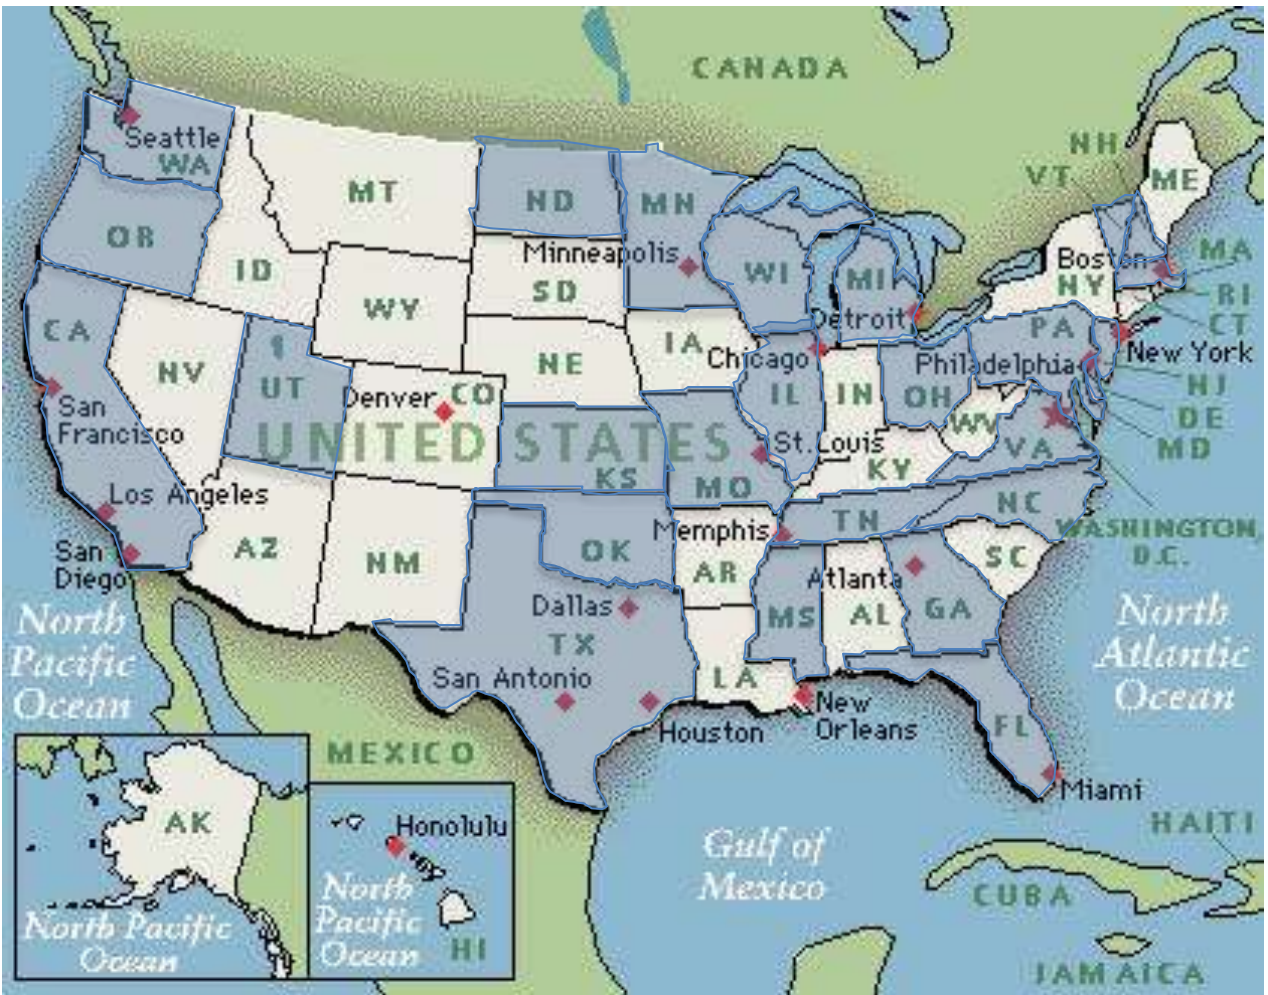 CANADA
NH
VT
ME
Seattle
WA
MT
ND
MN
OR
ID
Minneapolis
WI
MI
Boston
MA
NY
SD
WY
RI
CA
Detroit
PA
CT
IA
Chicago
New York
NV
UT
NE
Philadelphia
NJ
Denver
CO
IL
IN
OH
DE
San
Francisco
WV
MD
UNITED STATES
St. Louis
VA
KS
KY
MO
Los Angeles
NC
TN
Memphis
WASHINGTON,
D.C.
San
Diego
AZ
NM
OK
AR
Atlanta
SC
Dallas
MS
AL
GA
North
Pacific
Ocean
North
Atlantic
Ocean
TX
San Antonio
LA
New
Orleans
Houston
FL
MEXICO
Miami
AK
Honolulu
HAITI
Gulf of
Mexico
North
Pacific
Ocean
CUBA
North Pacific
Ocean
HI
JAMAICA